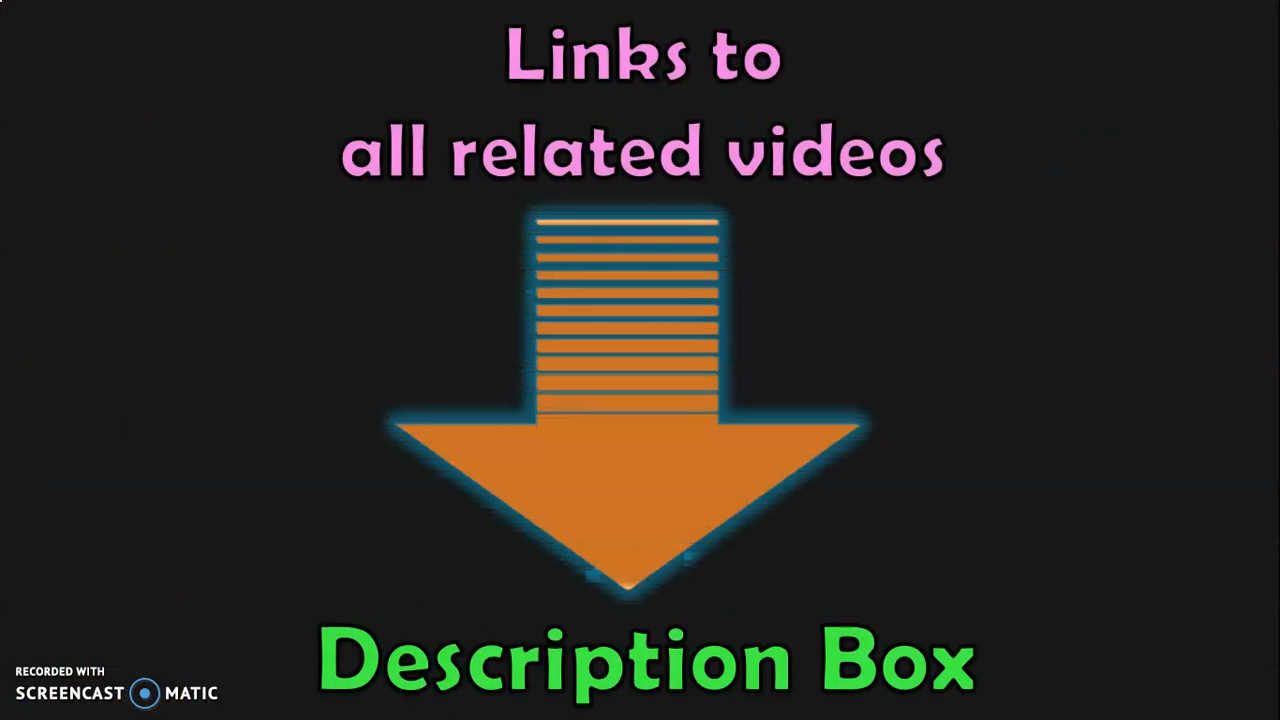 Links to
all related videos
Description Box
RECORDED WITH
SCREENCAST MATIC